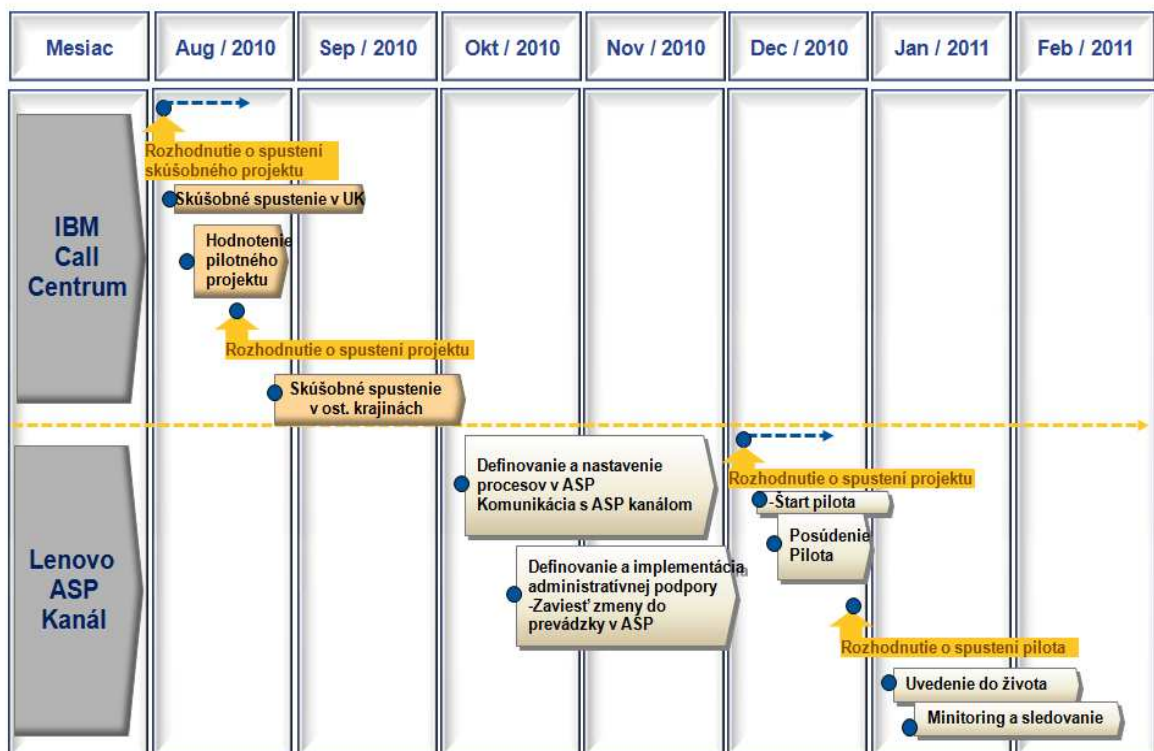 Mesiac
Aug / 2010
Sep / 2010
Okt / 2010
Nov / 2010
Dec / 2010
Jan / 2011
Feb / 2011
IBM
Call
Centrum
Rozhodnutie o spustení
skúšobného projektu
Skúšobné spustenie v UK
Hodnotenie
pilotného
projektu
Rozhodnutie o spustení projektu
Skúšobné spustenie
v ost. krajinách
Lenovo
ASP
Kanál
Definovanie a nastavenie
procesov v ASP
Komunikácia s ASP kanálom
Definovanie a implementácia
administratívnej podpory
-Zaviesť zmeny do
prevádzky v ASP
Rozhodnutie o spustení projektu
-Štart pilota
Posúdenie
Pilota
Rozhodnutie o spustení pilota
Uvedenie do života
Minitoring a sledovanie